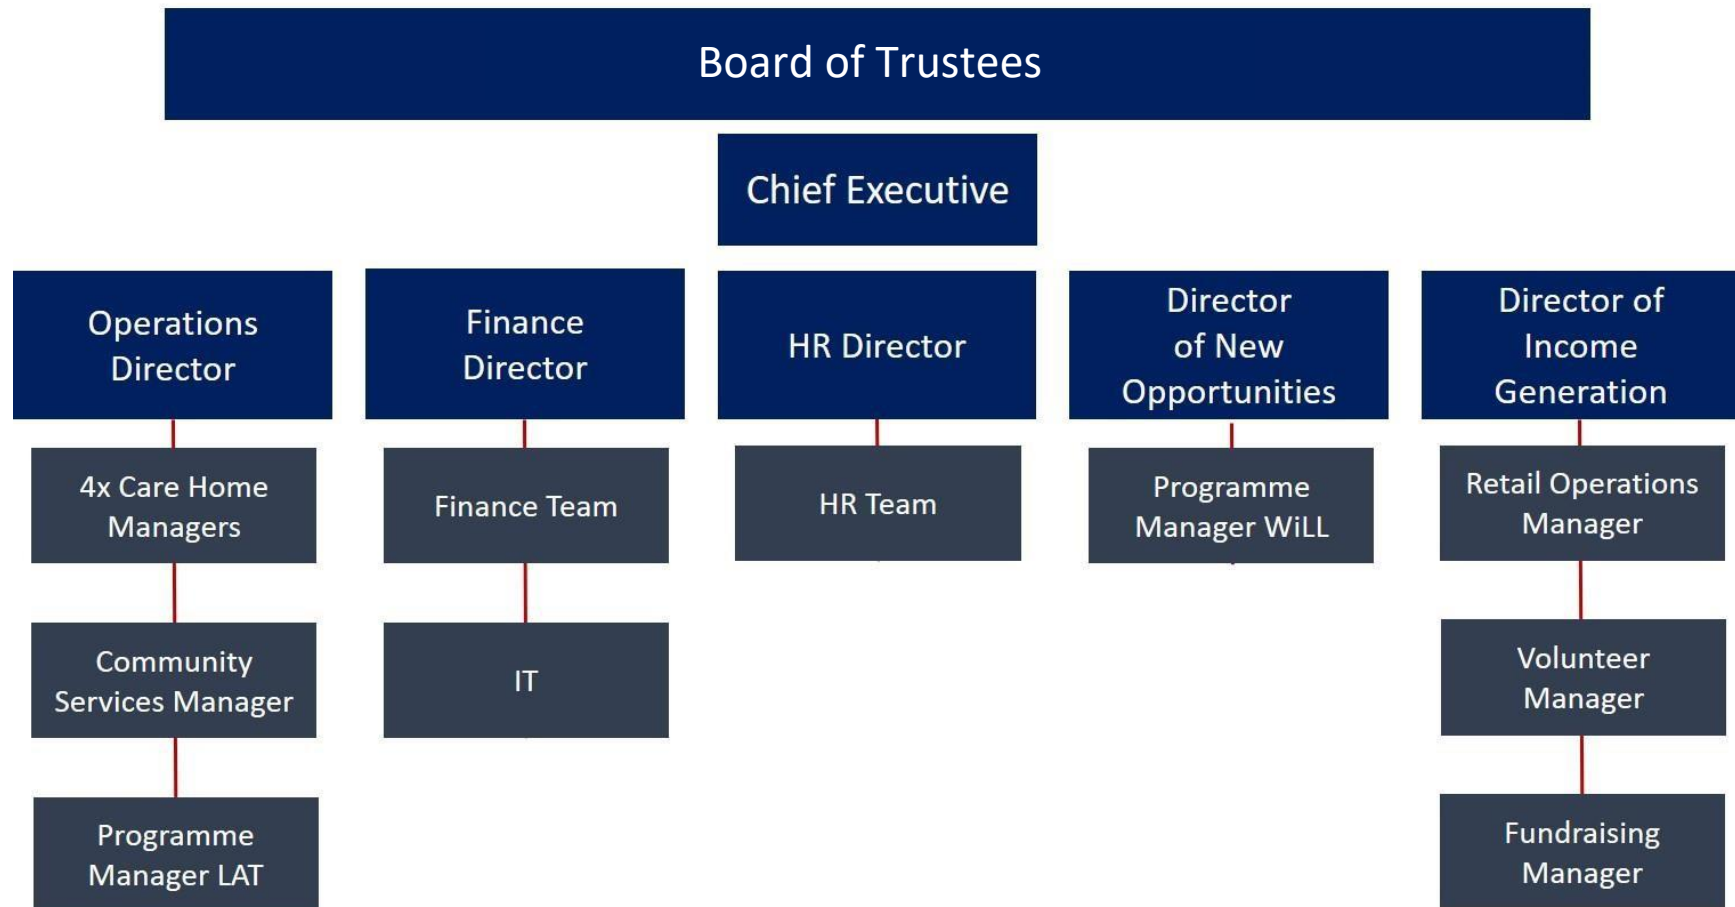 Board of Trustees
Chief Executive
Operations
Director
Finance
Director
HR Director
Director
of New
Opportunities
Director of
Income
Generation
4x Care Home
Managers
Finance Team
HR Team
Programme
Manager WiLL
Retail Operations
Manager
Community
Services Manager
IT
Volunteer
Manager
Programme
Manager LAT
Fundraising
Manager